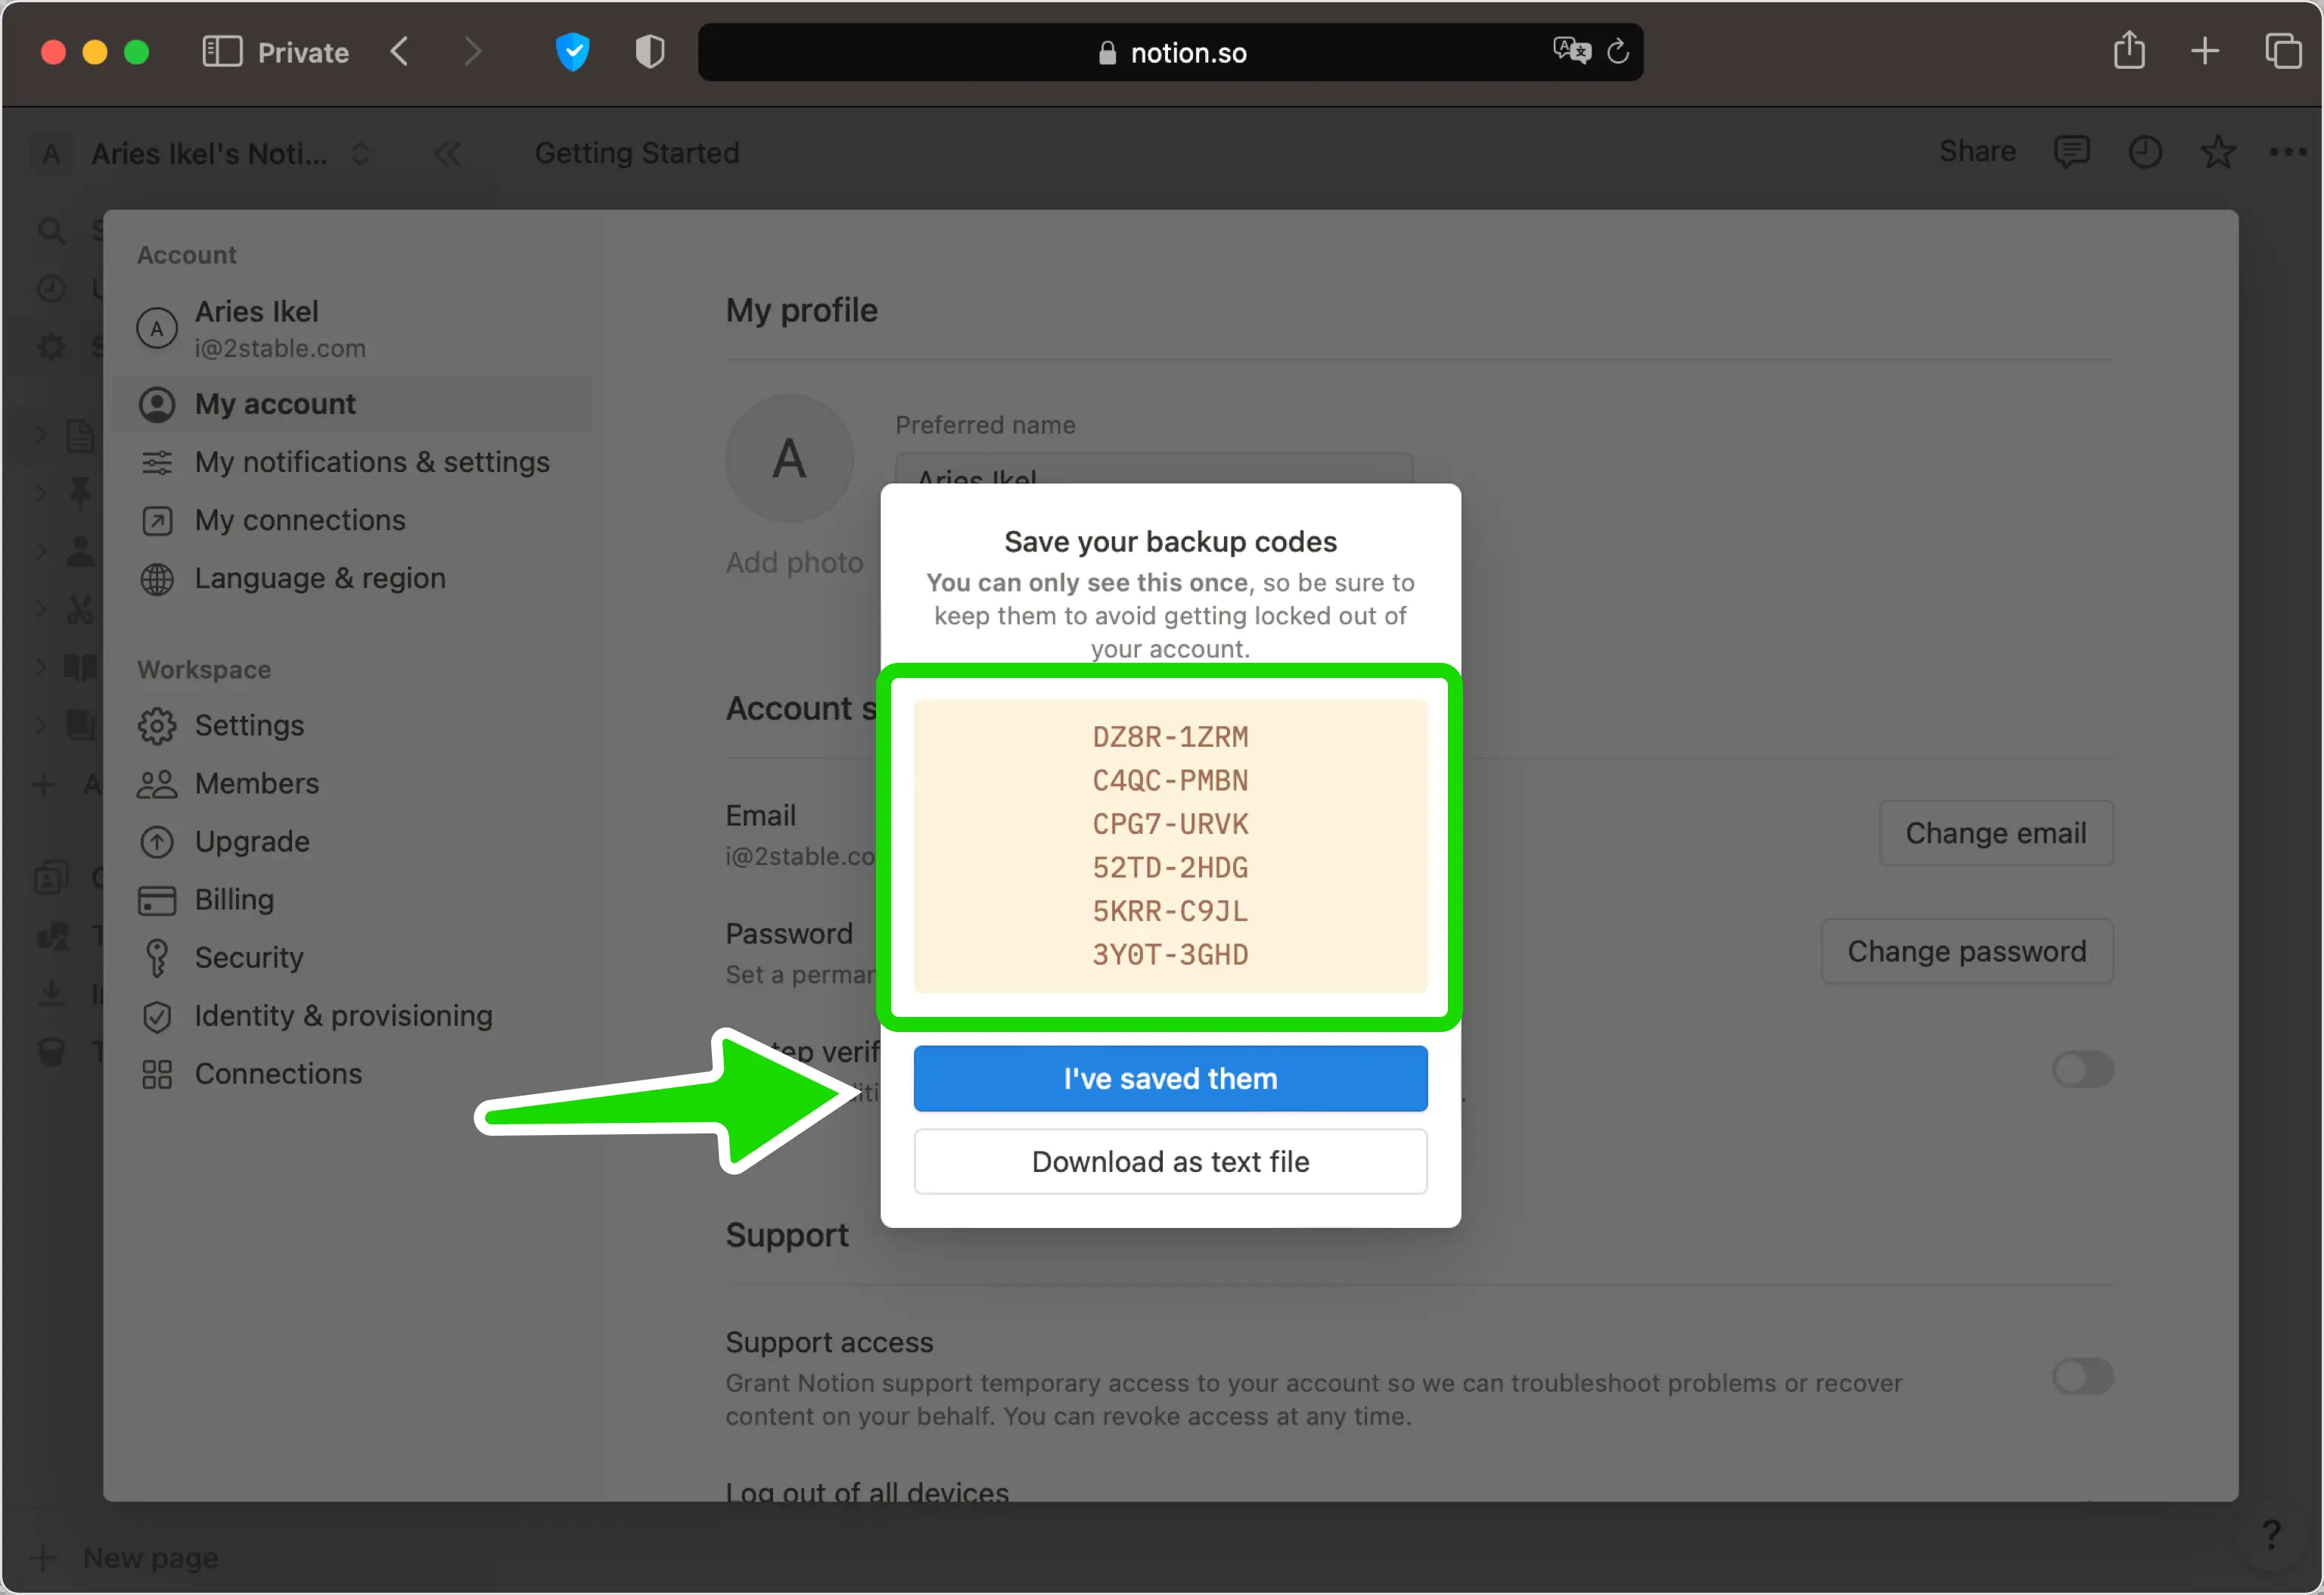 Private
notion.so
A
Aries Ikel's Noti...
Getting Started
Share
Account
A
Aries Ikel
i@2stable.com
My account
My notifications & settings
My connections
Language & region
Workspace
Settings
Members
Upgrade
Billing
Security
Identity & provisioning
Connections
New page
My profile
A
Preferred name
Aries Ikel
Add photo
Account s
Email
i@2stable.co
Change email
Password
Set a perman
Change password
tep verif
Support
Support access
Grant Notion support temporary access to your account so we can troubleshoot problems or recover
content on your behalf. You can revoke access at any time.
Log out of all devices
Save your backup codes
You can only see this once, so be sure to
keep them to avoid getting locked out of
your account.
DZ8R-1ZRM
C4QC-PMBN
CPG7-URVK
52TD-2HDG
5KRR-C9JL
3Y0T-3GHD
I've saved them
Download as text file
?